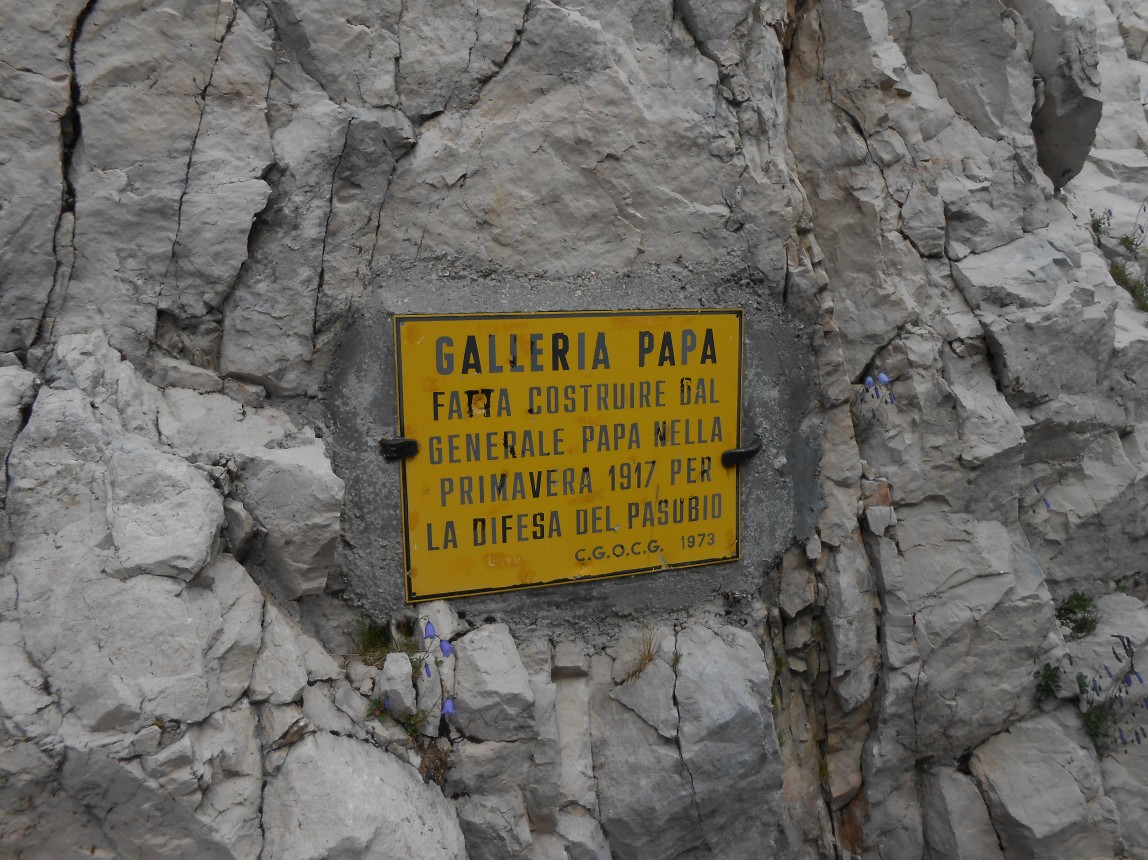 GALLERIA PAPA
FATTA COSTRUIRE DAL
GENERALE PAPA NELLA
PRIMAVERA 1917 PER
LA DIFESA DEL PASUBIO
C.G.O.C.G. 1973